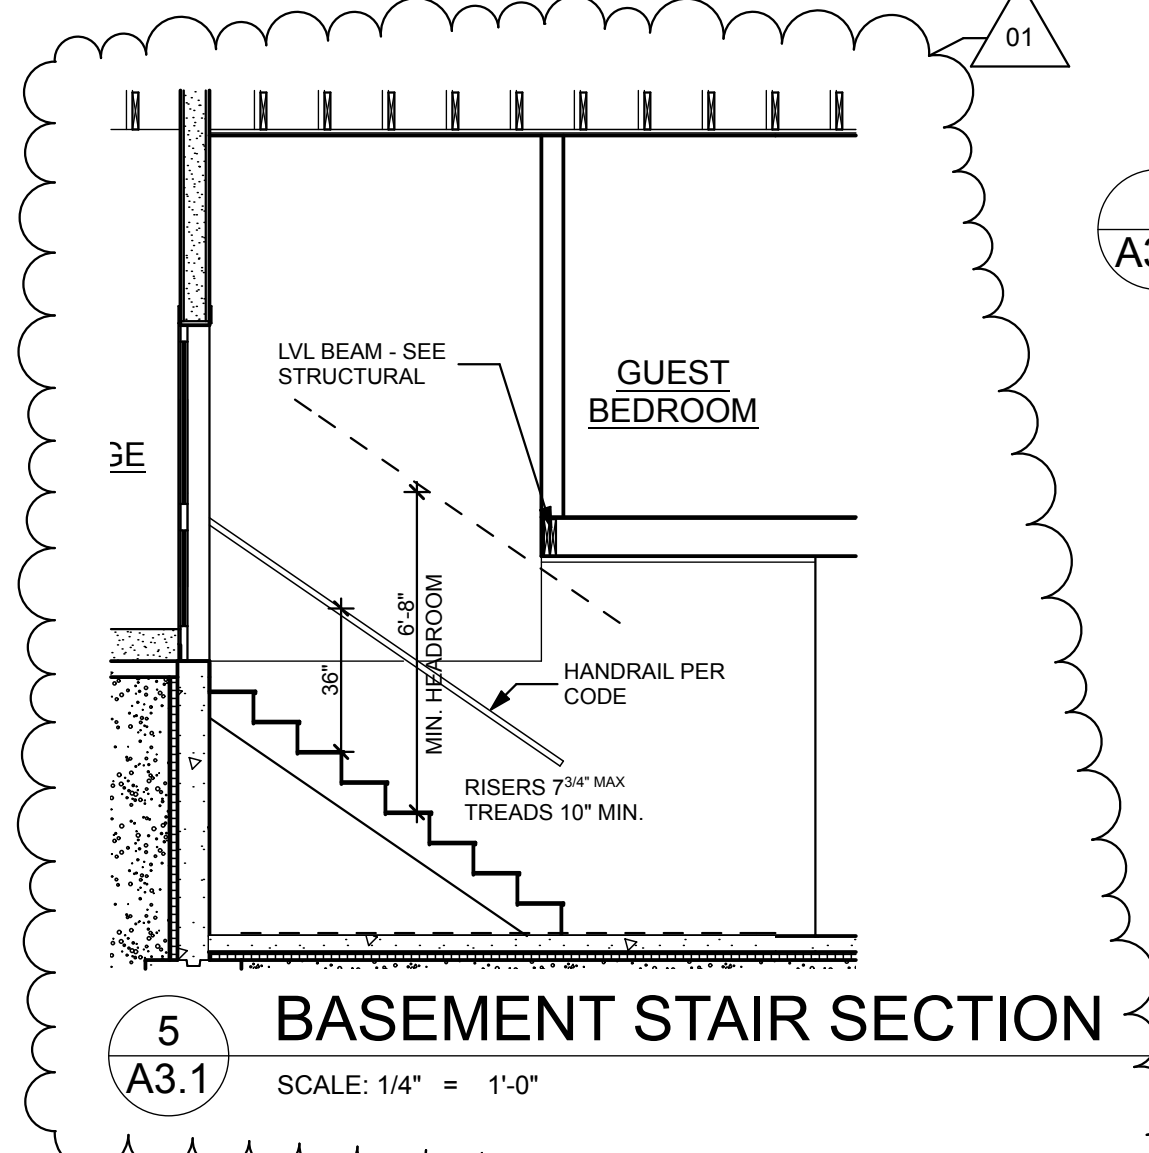 01
A3
LVL BEAM - SEE
STRUCTURAL
GUEST
BEDROOM
GE
6'-8"
MIN. HEADROOM
36"
HANDRAIL PER
CODE
RISERS 7 3/4" MAX
TREADS 10" MIN.
5
A3.1
BASEMENT STAIR SECTION
SCALE: 1/4" = 1'-0"